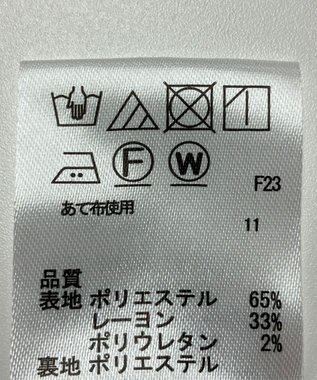 F W
F23
あて布使用
11
品質
表地 ポリエステル 65%
レーヨン 33%
ポリウレタン 2%
裏地 ポリエステル